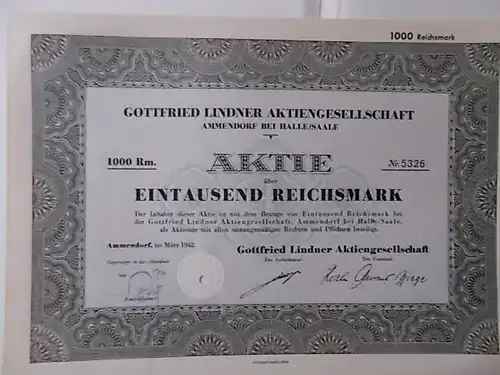 1000 Reichsmark
GOTTFRIED LINDNER AKTIENGESELLSCHAFT
AMMENDORF BEI HALLE/SAALE
1000 Rm.
AKTIE
Nr. 5326
über
EINTAUSEND REICHSMARK
Der Inhaber dieser Aktie ist mit dem Betrage von Eintausend Reichsmark bei
der Gottfried Lindner Aktiengesellschaft, Ammendorf bei Halle/Saale,
als Aktionär mit allen satzungsmäßigen Rechten und Pflichten beteiligt.
Ammendorf, im März 1942.
Gottfried Lindner Aktiengesellschaft
Der Aufsichtsrat:
Der Vorstand: